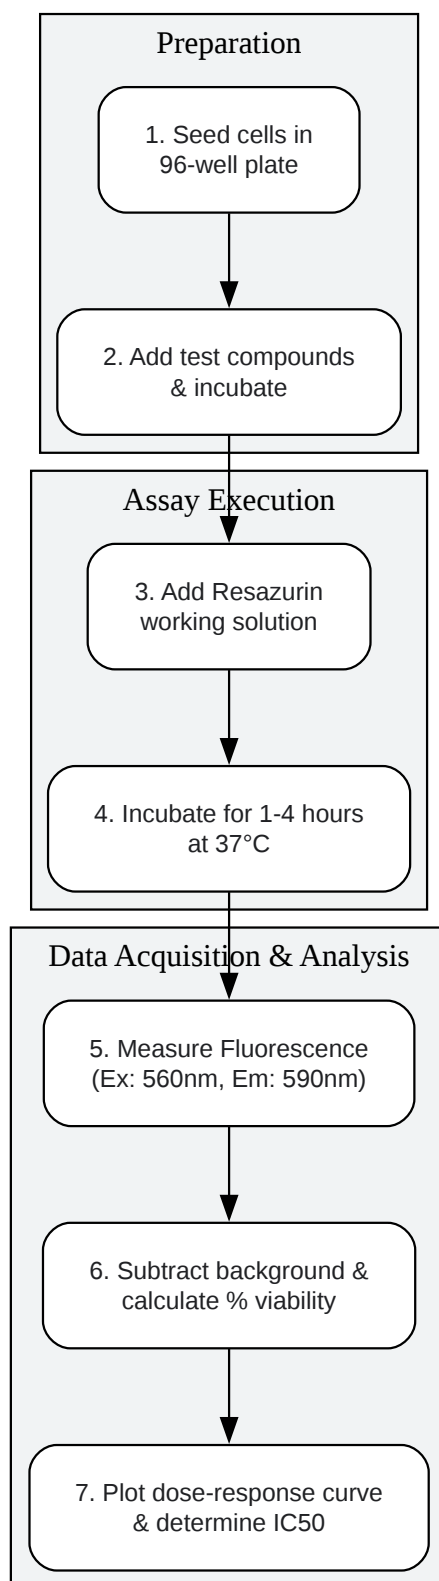 Preparation
1. Seed cells in
96-well plate
2. Add test compounds
& incubate
Assay Execution
3. Add Resazurin
working solution
4. Incubate for 1-4 hours
at 37°C
Data Acquisition & Analysis
5. Measure Fluorescence
(Ex: 560nm, Em: 590nm)
6. Subtract background &
calculate % viability
7. Plot dose-response curve
& determine IC50